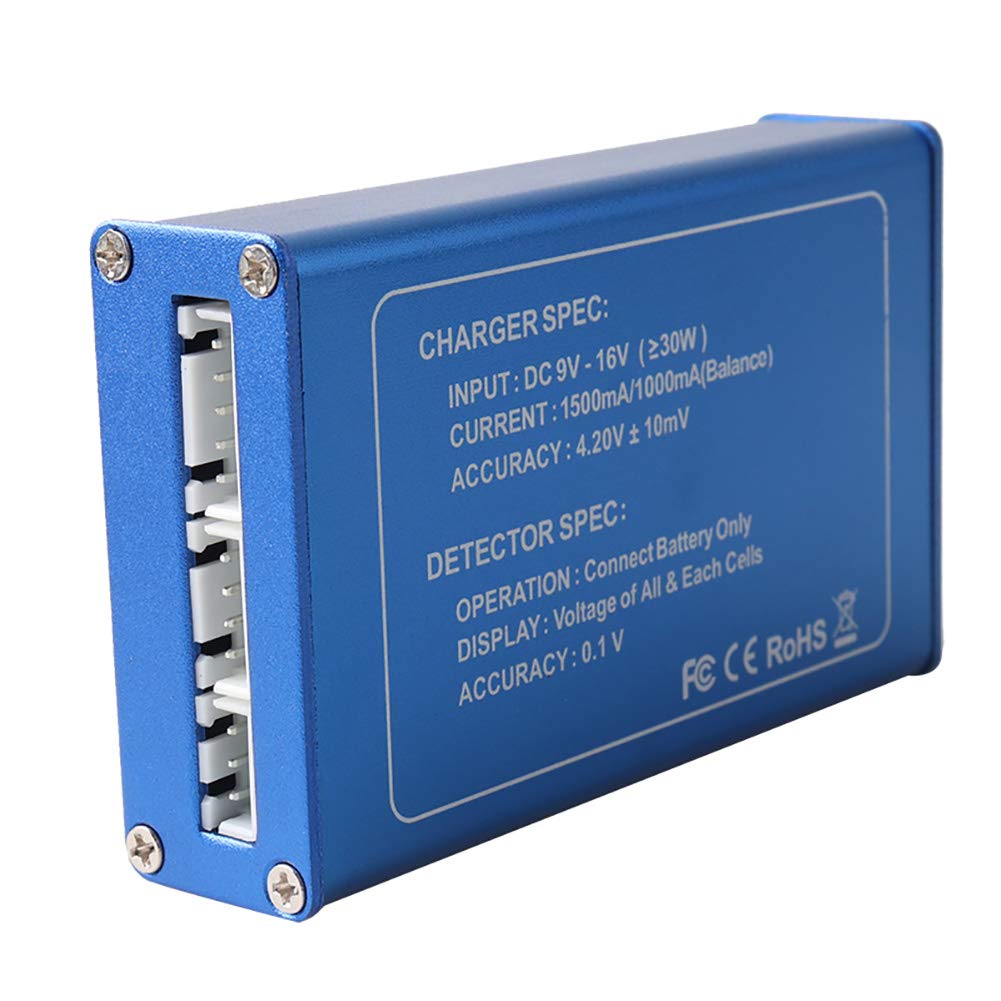 CHARGER SPEC:
INPUT : DC 9V - 16V ( ≥30W )
CURRENT : 1500mA/1000mA(Balance)
ACCURACY : 4.20V ± 10mV
DETECTOR SPEC:
OPERATION : Connect Battery Only
DISPLAY : Voltage of All & Each Cells
ACCURACY : 0.1 V
FC CE RoHS